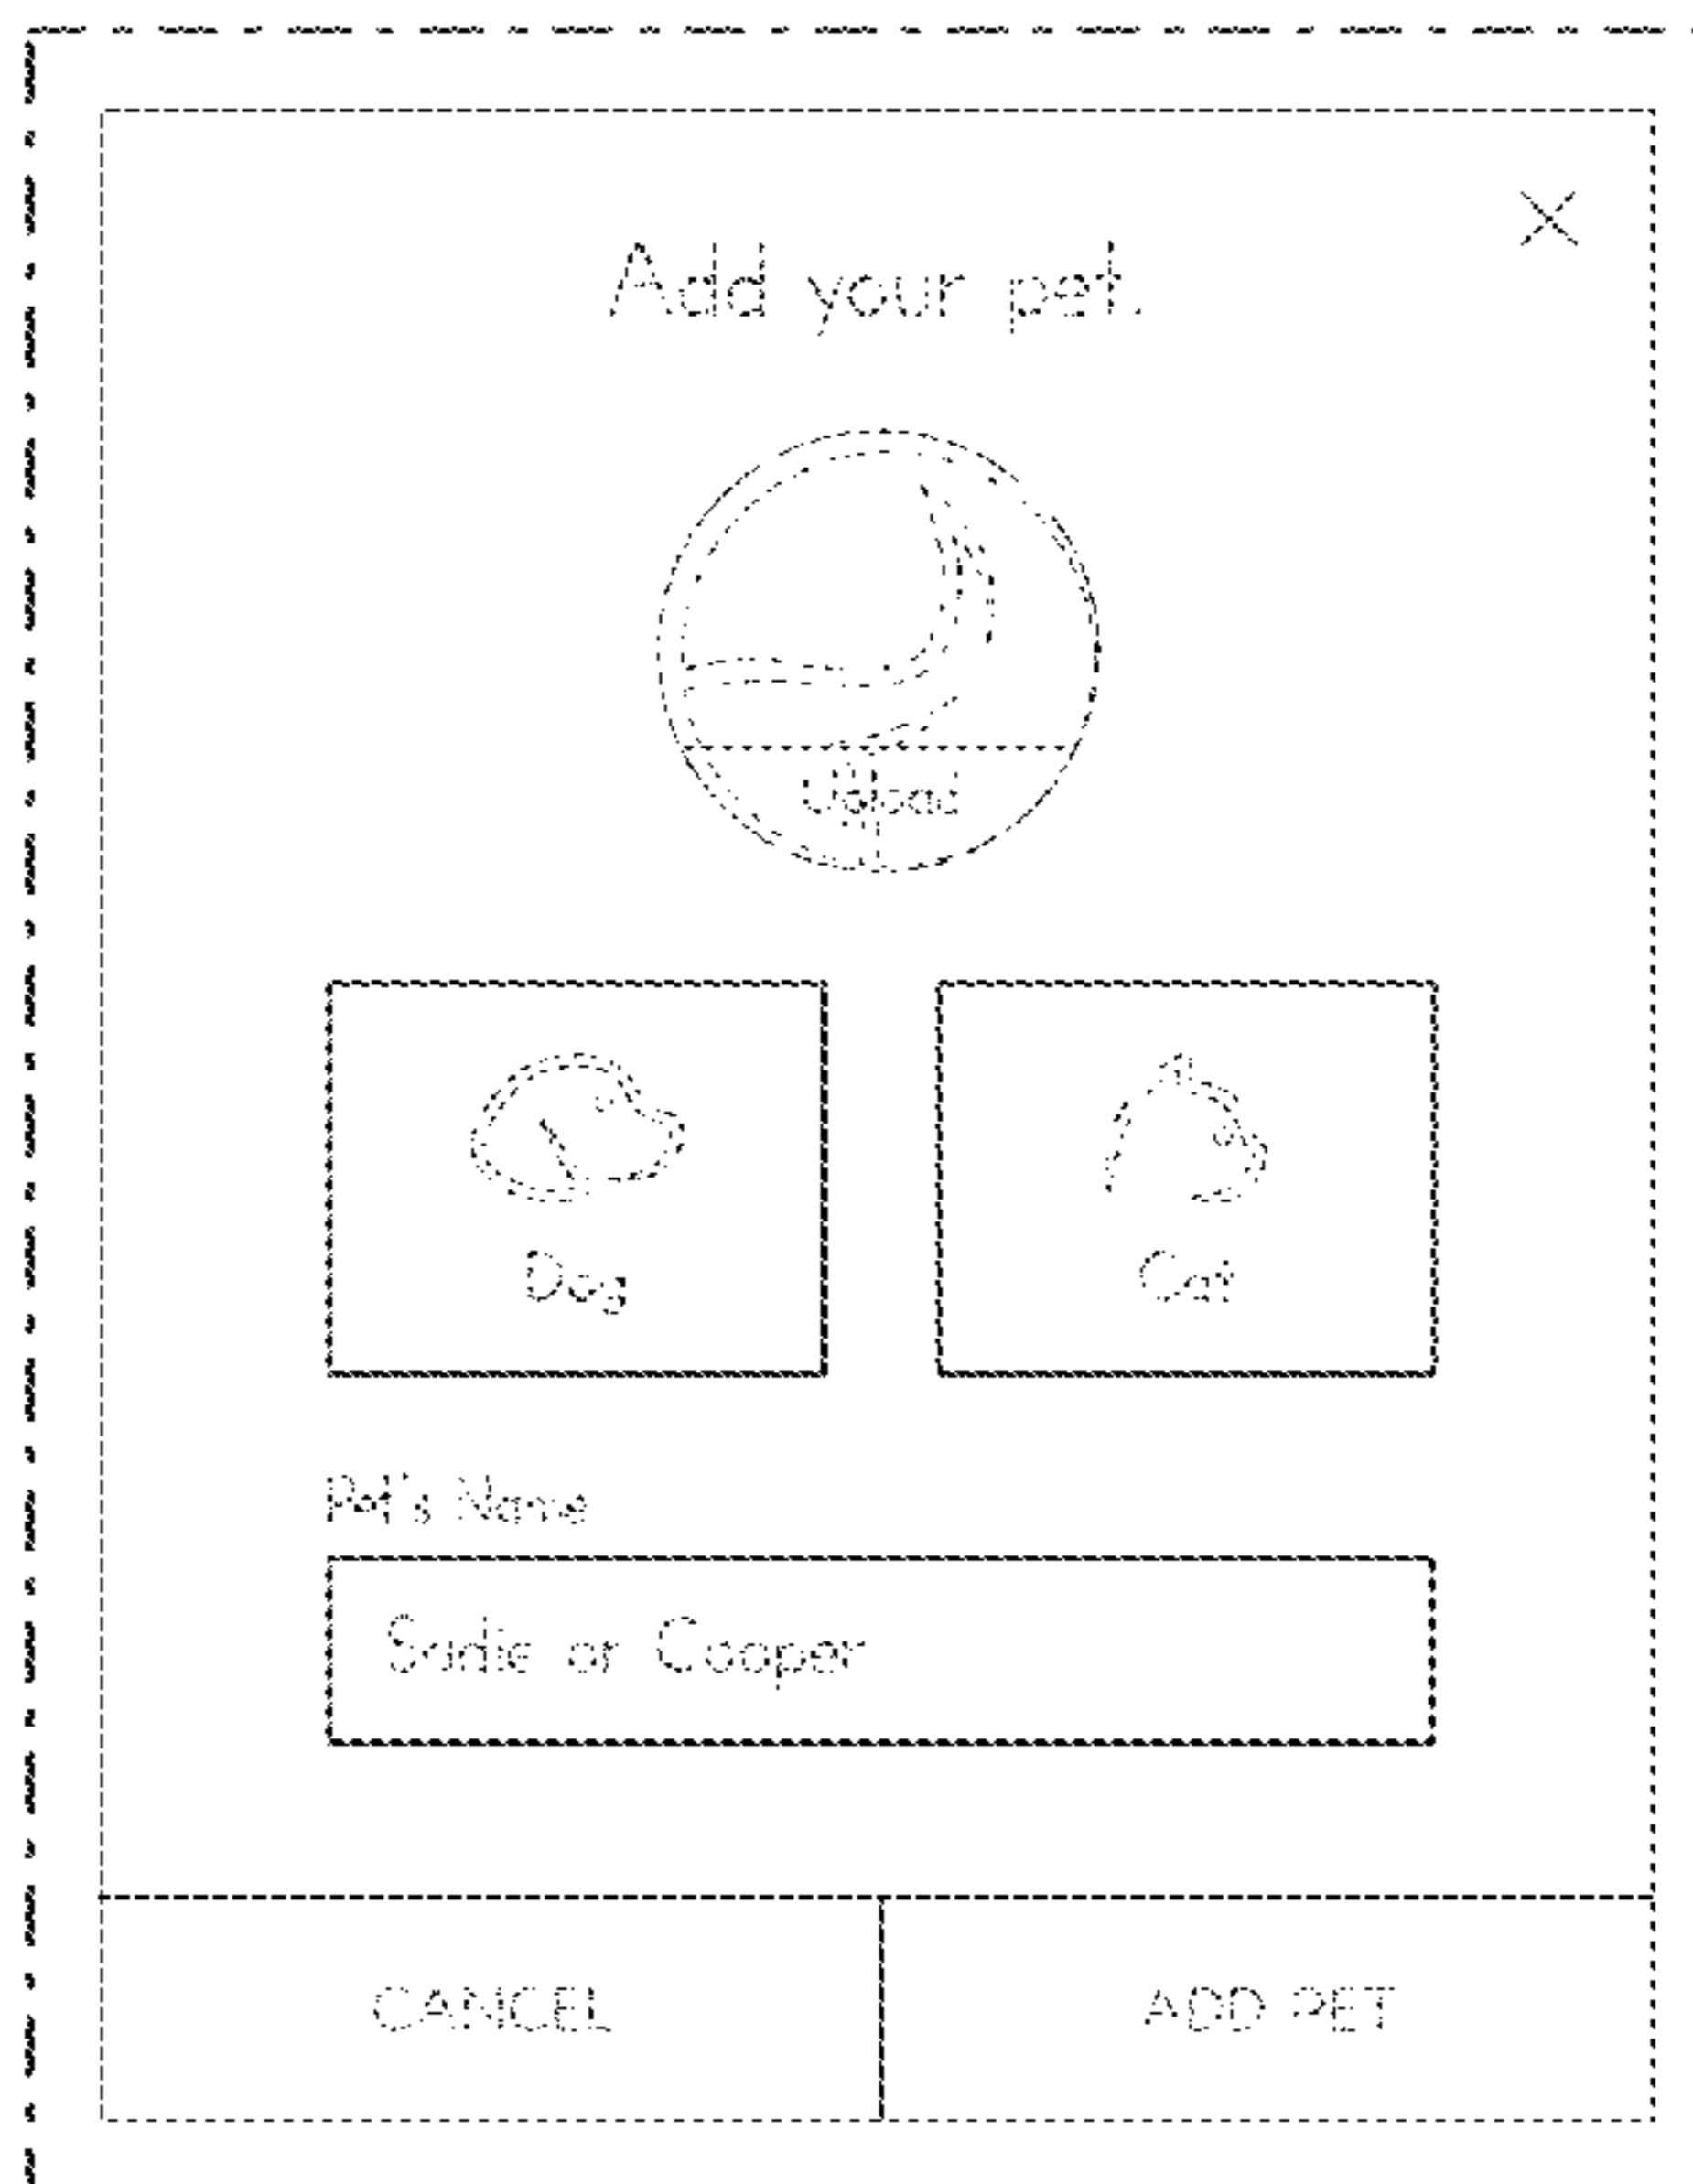 Add your pet.
Upload
Dog
Cat
Pet's Name
Sadie or Cooper
CANCEL
ADD PET